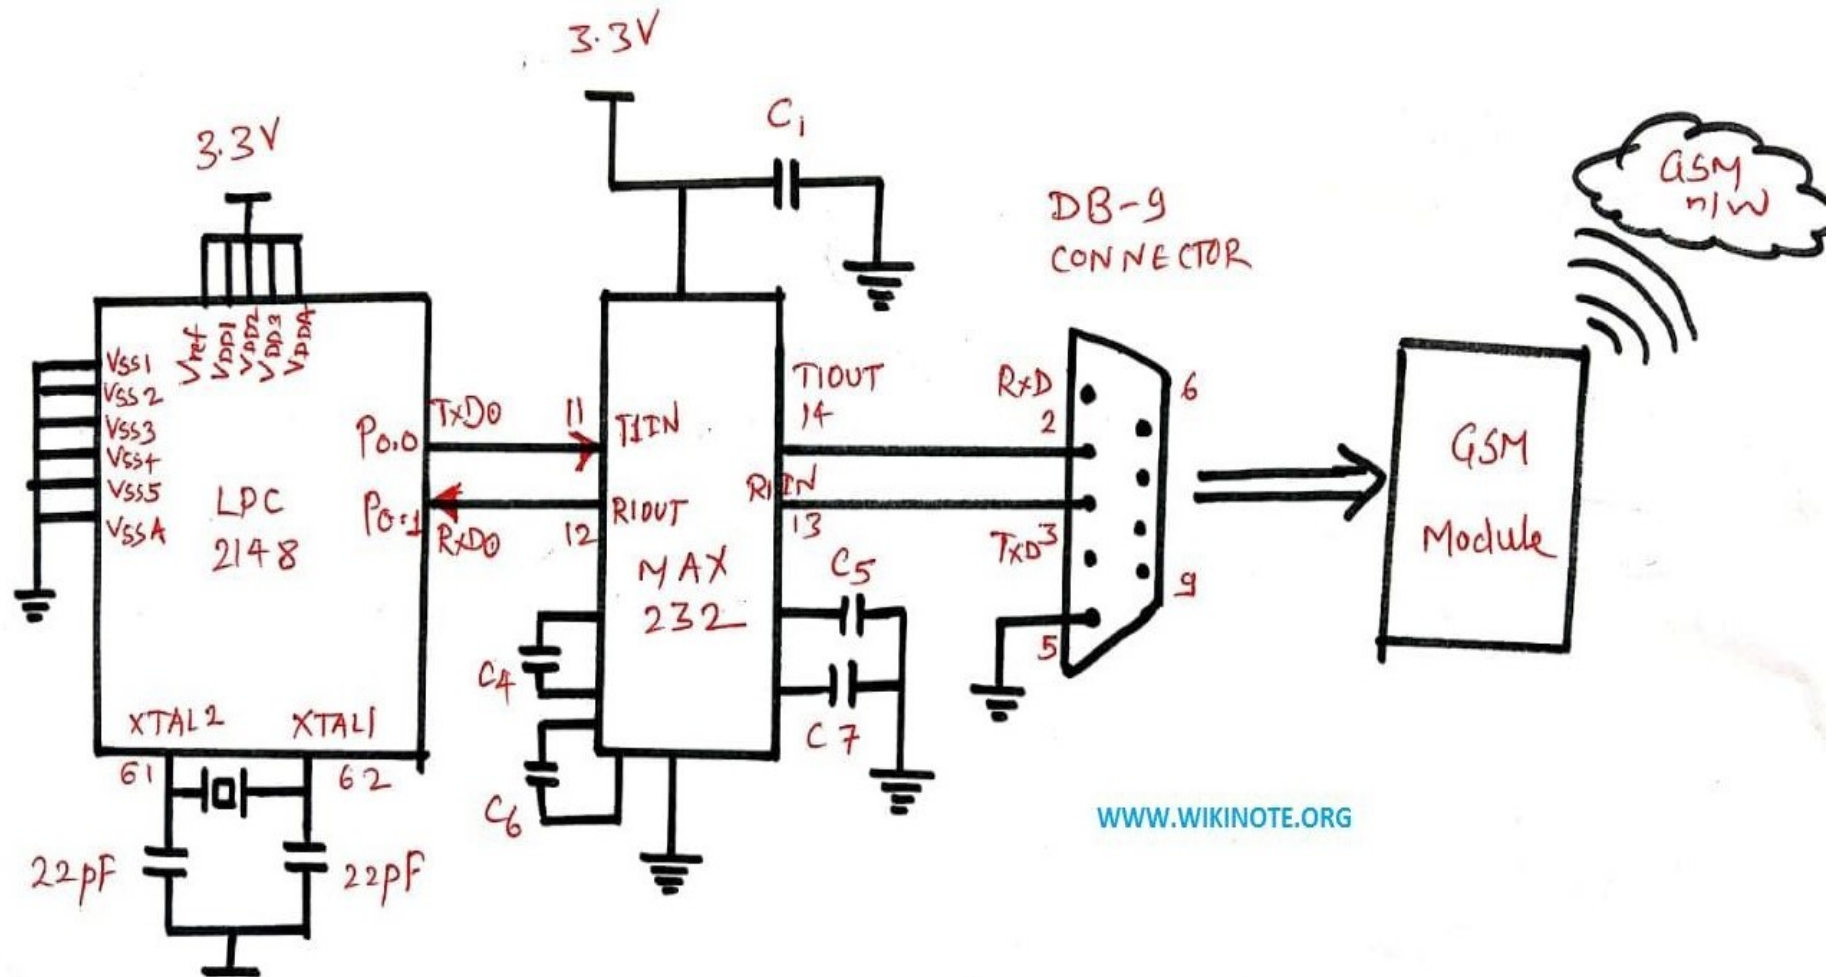 3.3V
3.3V
C1
GSM
n/w
DB-9
CONNECTOR
Vref
VDD1
VDD2
VDD3
VDDA
VSS1
VSS2
VSS3
VSS4
VSS5
VSSA
LPC
2148
P0.0
TxD0
P0.1
RxD0
11
T1IN
R1OUT
12
MAX
232
T1OUT
14
R1IN
13
RxD
2
TxD
3
5
6
9
GSM
Module
C4
C5
C6
C7
XTAL2
XTAL1
61
62
22pF
22pF
WWW.WIKINOTE.ORG